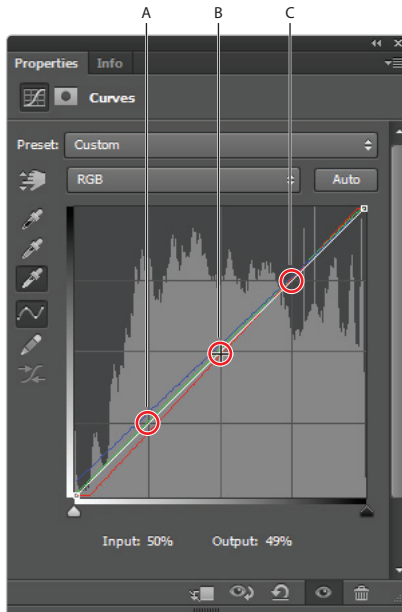 A B C
Properties Info
Curves
Preset: Custom
RGB Auto
Input: 50% Output: 49%